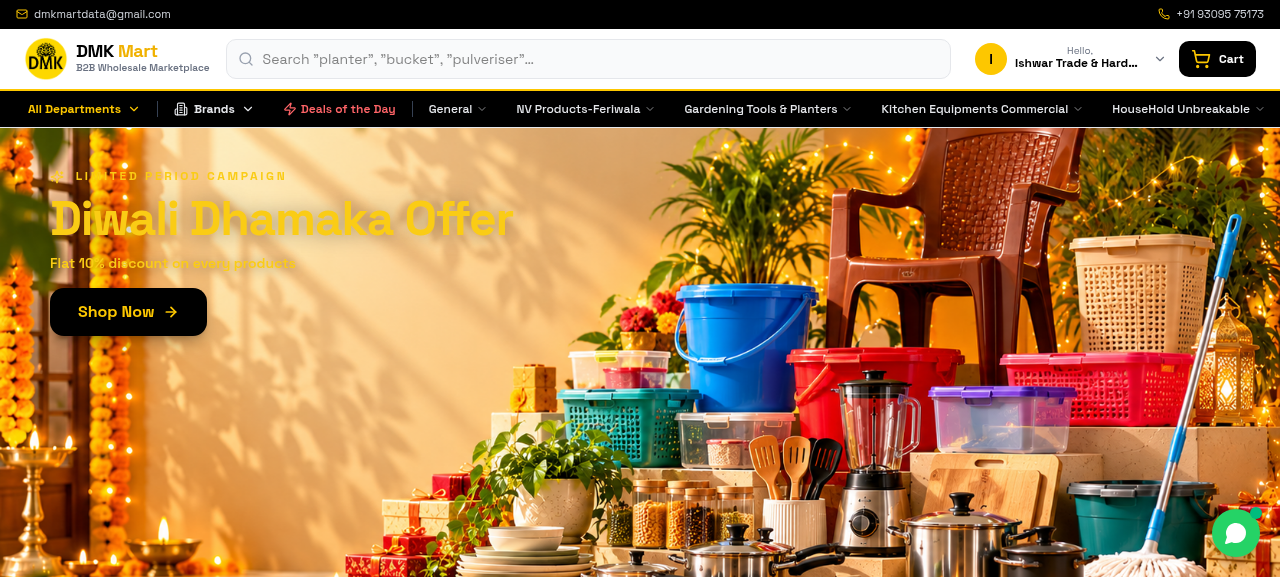 dmkmartdata@gmail.com
+91 93095 75173
DMK
DMK Mart
B2B Wholesale Marketplace
Search "planter", "bucket", "pulveriser"...
I
Hello,
Ishwar Trade & Hard...
Cart
All Departments
Brands
Deals of the Day
General
NV Products-Feriwala
Gardening Tools & Planters
Kitchen Equipments Commercial
HouseHold Unbreakable
LIMITED PERIOD CAMPAIGN
Diwali Dhamaka Offer
Flat 10% discount on every products
Shop Now